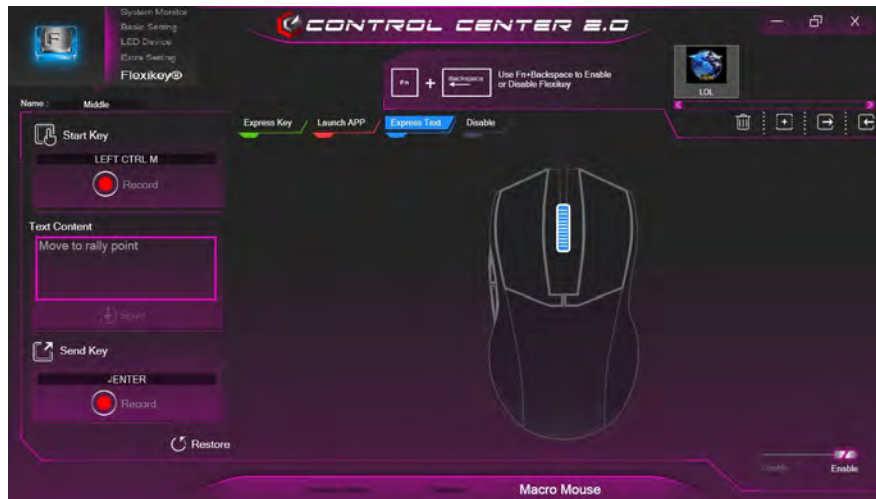 System Monitor
Basic Setting
LED Device
Extra Setting
Flexikey®
CONTROL CENTER 2.0
Fn + Backspace
Use Fn+Backspace to Enable
or Disable Flexikey
LOL
Name : Middle
Start Key
LEFT CTRL M
Record
Text Content
Move to rally point
Save
Send Key
ENTER
Record
Restore
Express Key
Launch APP
Express Text
Disable
Enable
Macro Mouse